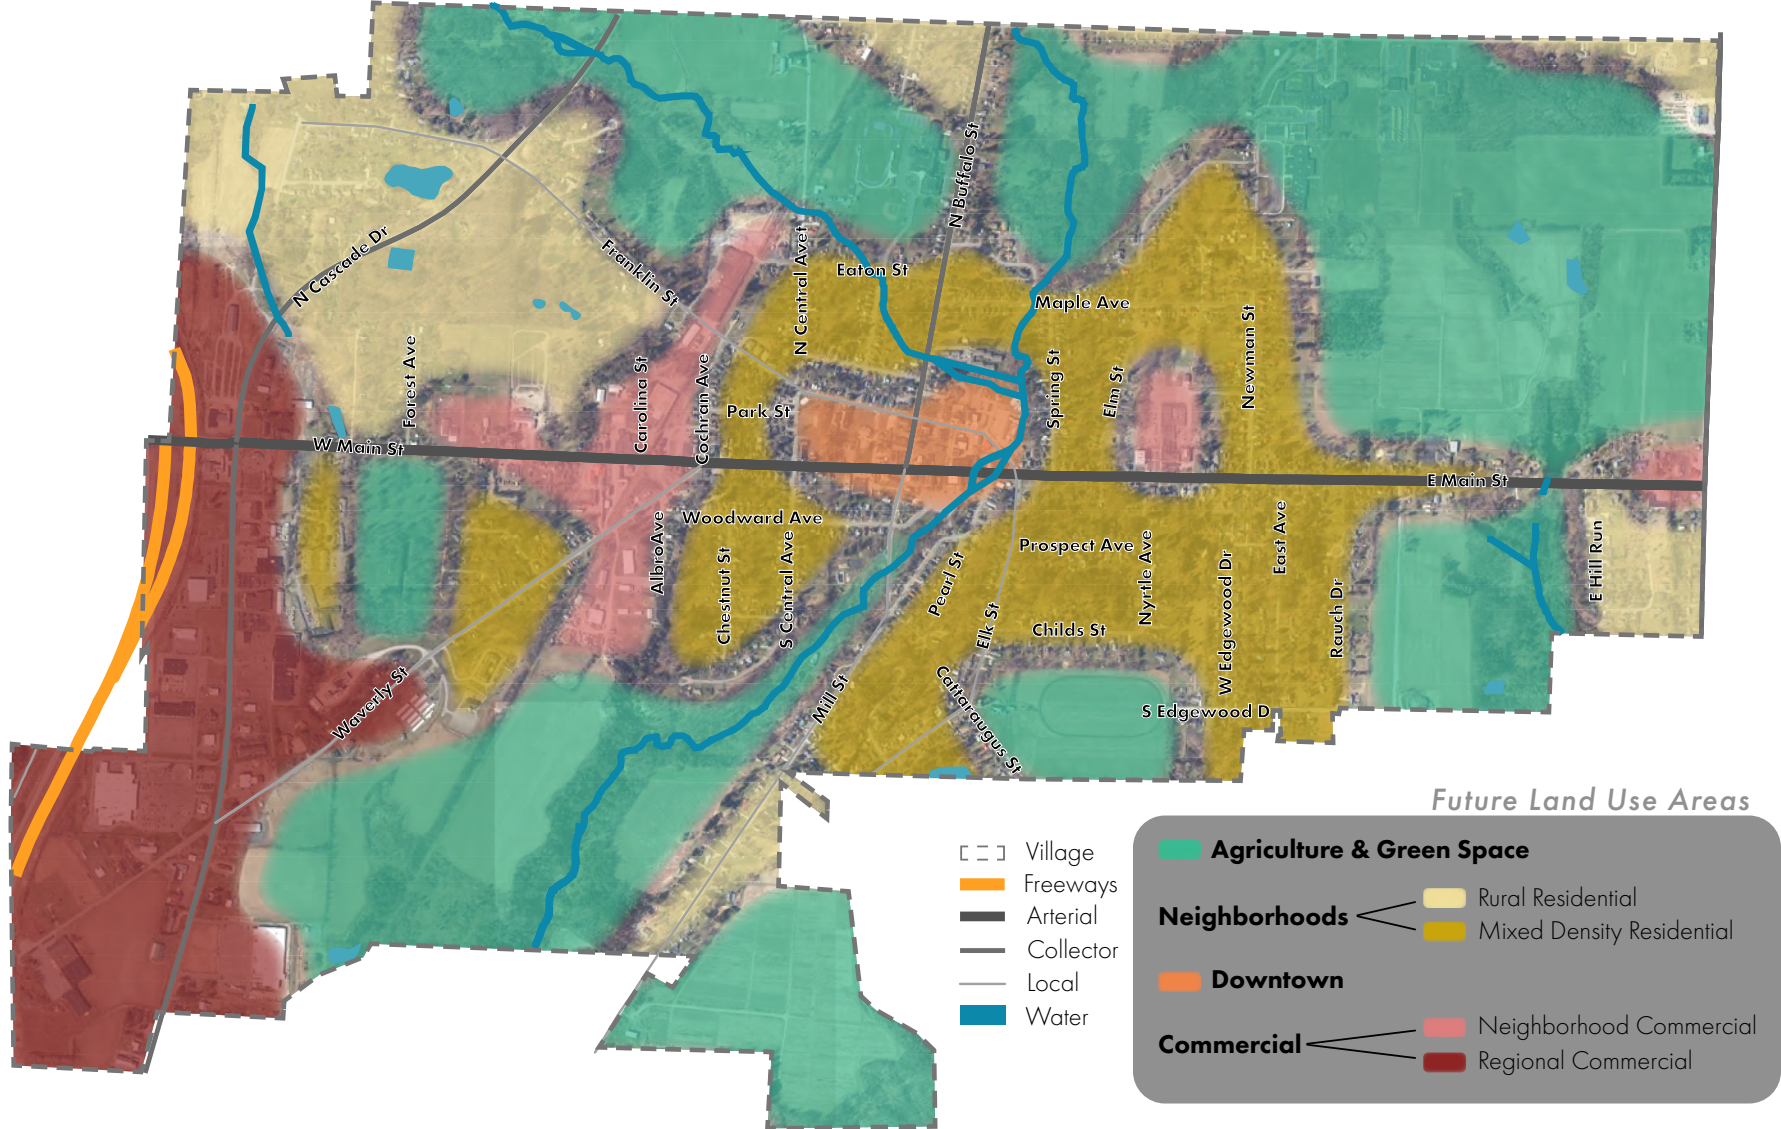 N Buffalo St
N Cascade Dr
Franklin St
N Central Avet
Eaton St
Maple Ave
Forest Ave
Carolina St
Cochran Ave
Park St
Spring St
Elm St
Newman St
W Main St
E Main St
Woodward Ave
AlbroAve
Chestnut St
S Central Ave
Prospect Ave
Pearl St
Elk St
Nyrtle Ave
East Ave
E Hill Run
Childs St
W Edgewood Dr
Rauch Dr
Waverly St
Mill St
Cattaraugus St
S Edgewood D
Future Land Use Areas
Village
Freeways
Arterial
Collector
Local
Water
Agriculture & Green Space
Neighborhoods
Rural Residential
Mixed Density Residential
Downtown
Commercial
Neighborhood Commercial
Regional Commercial